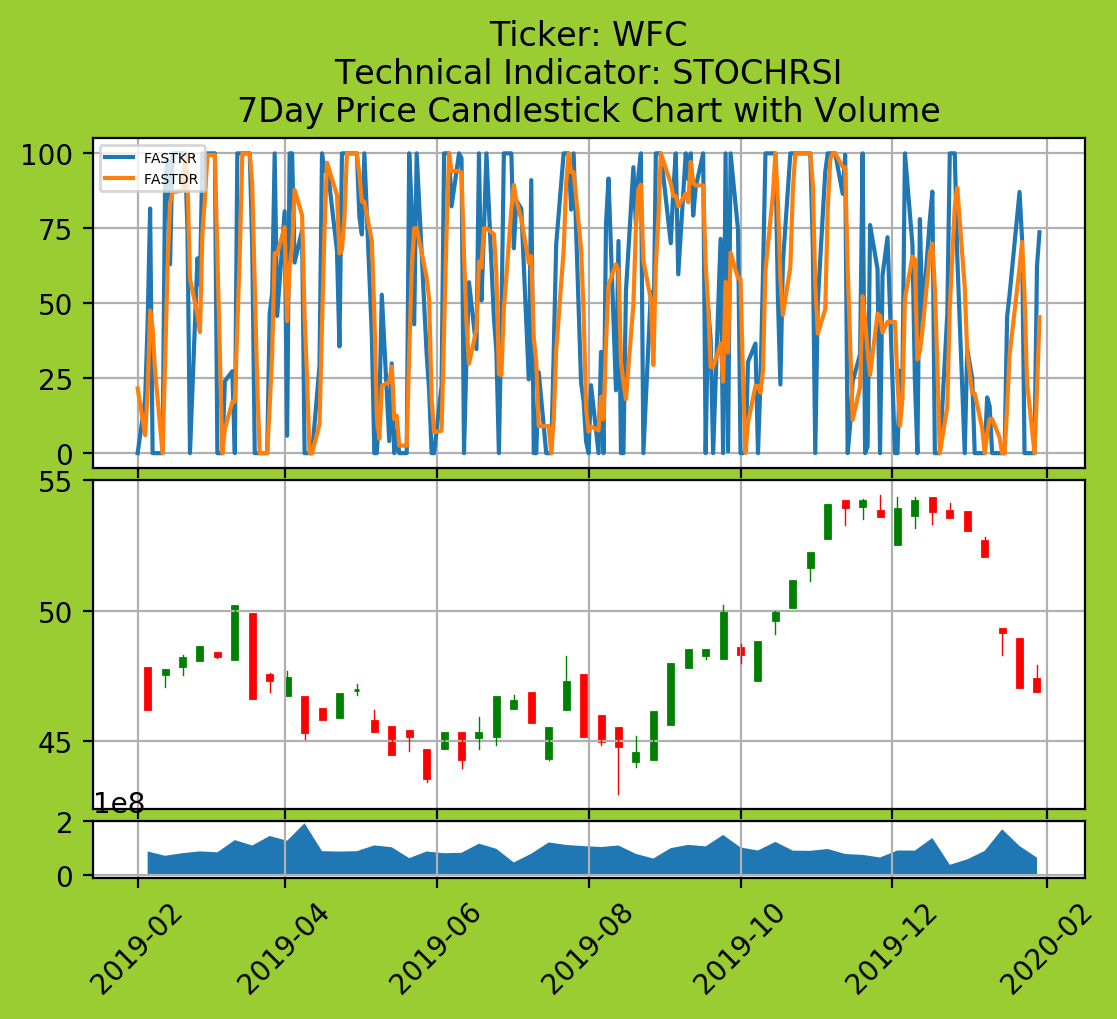 Ticker: WFC
Technical Indicator: STOCHRSI
7Day Price Candlestick Chart with Volume
100
75
50
25
0
FASTKR
FASTDR
55
50
45
1e8
2
0
2019-02
2019-04
2019-06
2019-08
2019-10
2019-12
2020-02